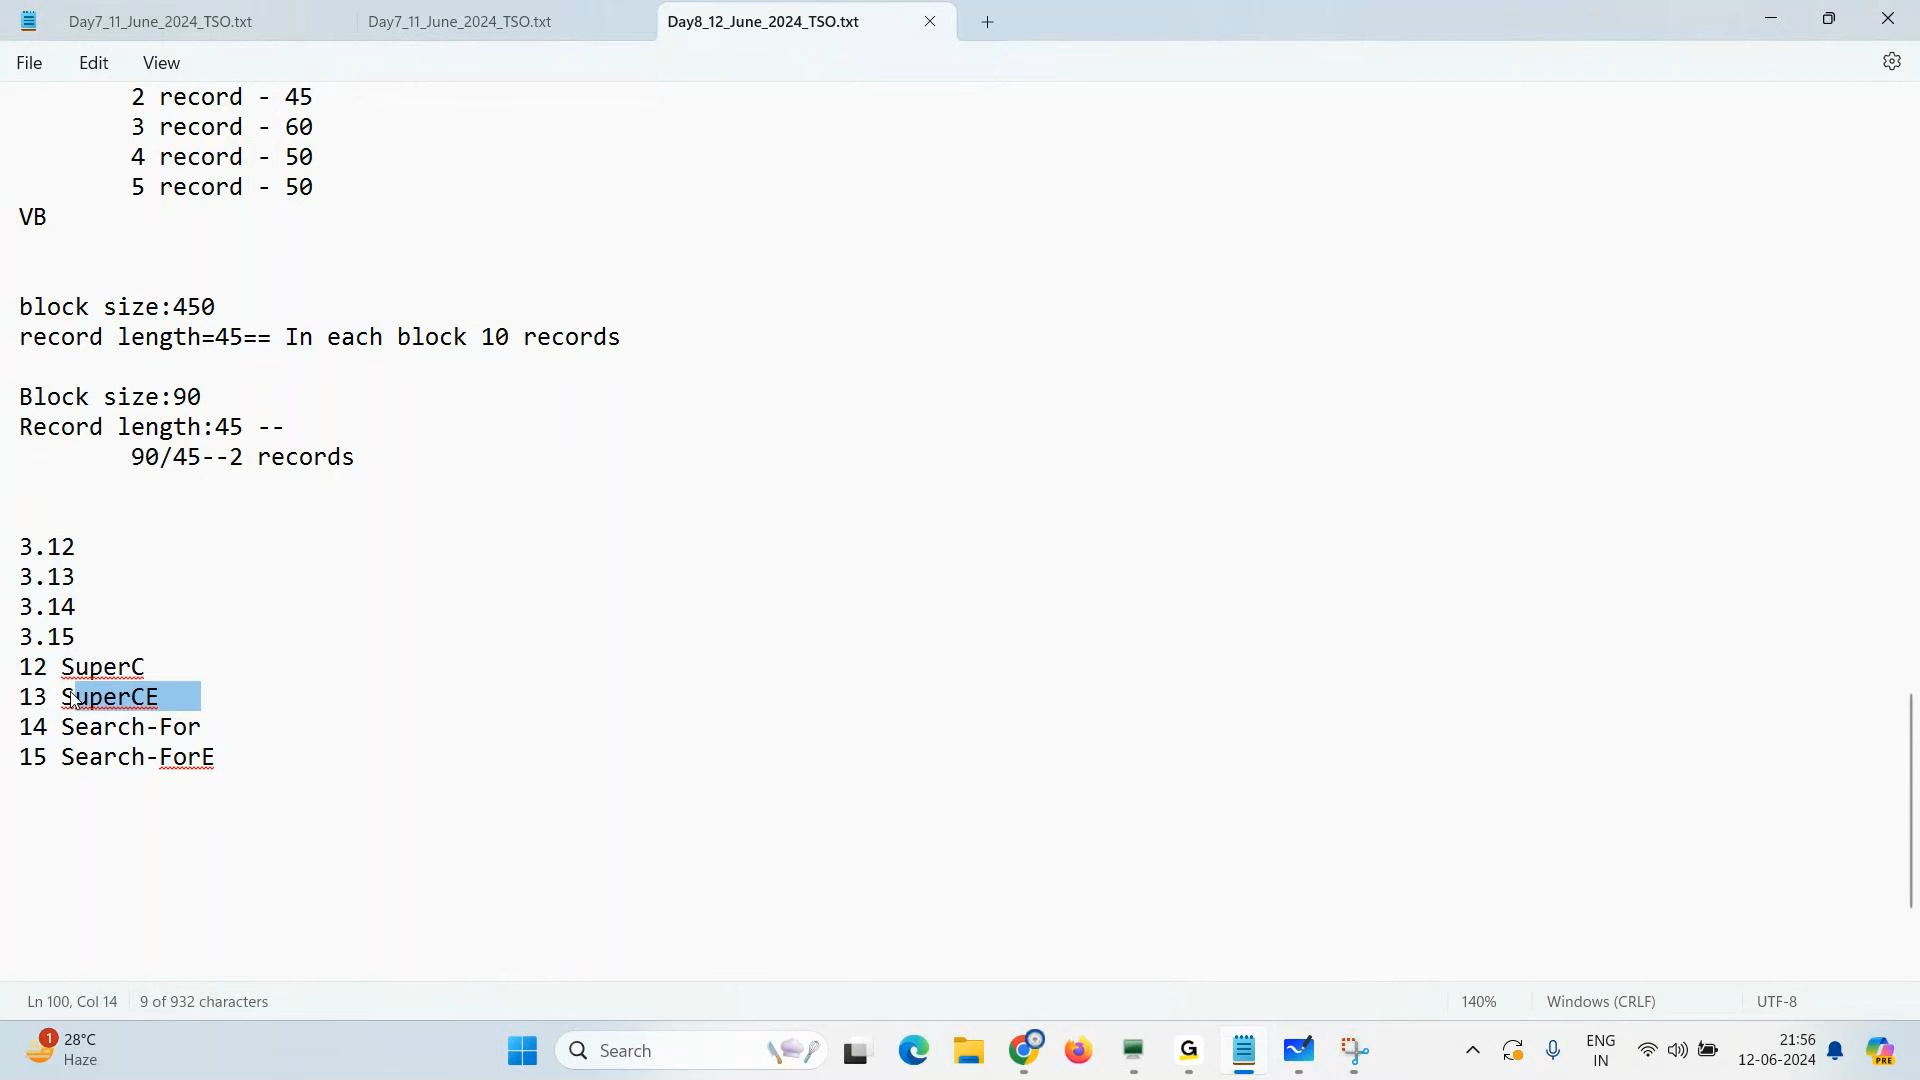 Day7_11_June_2024_TSO.txt
Day7_11_June_2024_TSO.txt
Day8_12_June_2024_TSO.txt
File
Edit
View
2 record - 45
3 record - 60
4 record - 50
5 record - 50
VB
block size:450
record length=45== In each block 10 records
Block size:90
Record length:45 --
90/45--2 records
3.12
3.13
3.14
3.15
12 SuperC
13 SuperCE
14 Search-For
15 Search-ForE
Ln 100, Col 14
9 of 932 characters
140%
Windows (CRLF)
UTF-8
1
28°C
Haze
Search
G
ENG
IN
21:56
12-06-2024
PRE